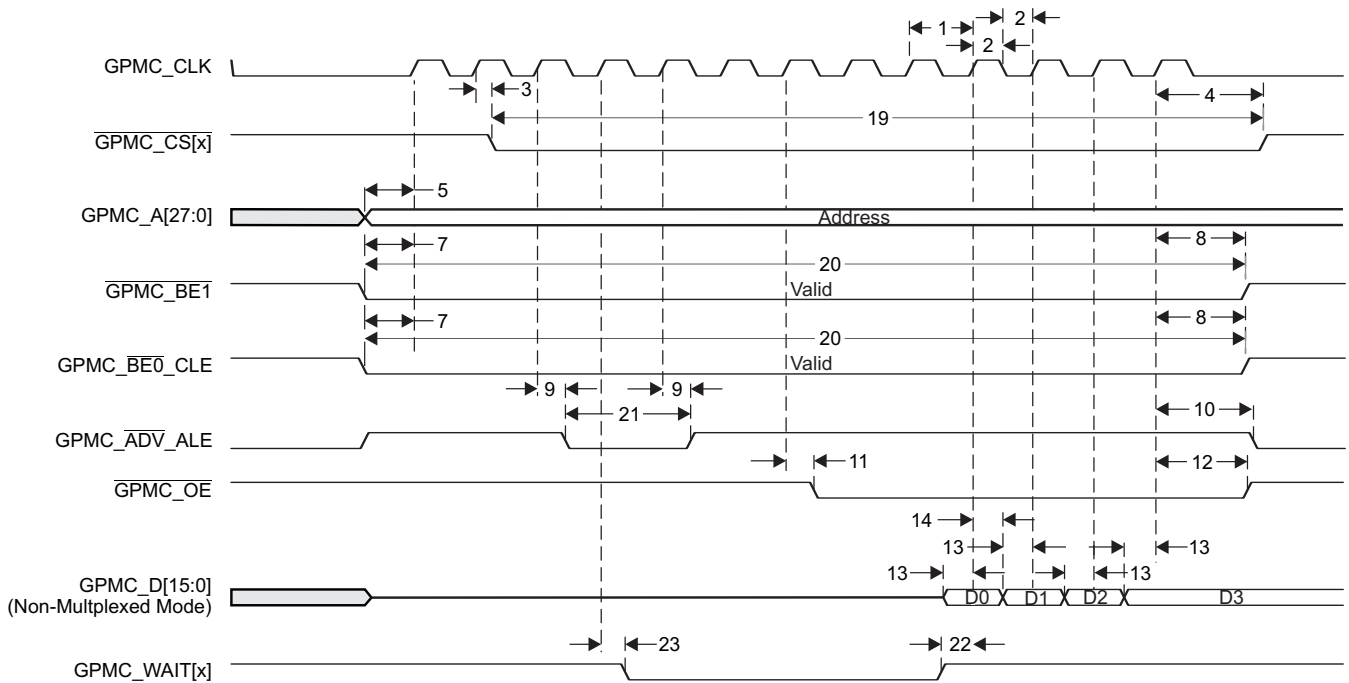 1
2
2
GPMC_CLK
3
4
19
GPMC_CS[x]
5
GPMC_A[27:0]
Address
7
8
20
GPMC_BE1
Valid
7
8
20
GPMC_BE0_CLE
Valid
9
9
21
10
GPMC_ADV_ALE
11
12
GPMC_OE
14
13
13
13
13
GPMC_D[15:0]
(Non-Multplexed Mode)
D0
D1
D2
D3
23
22
GPMC_WAIT[x]